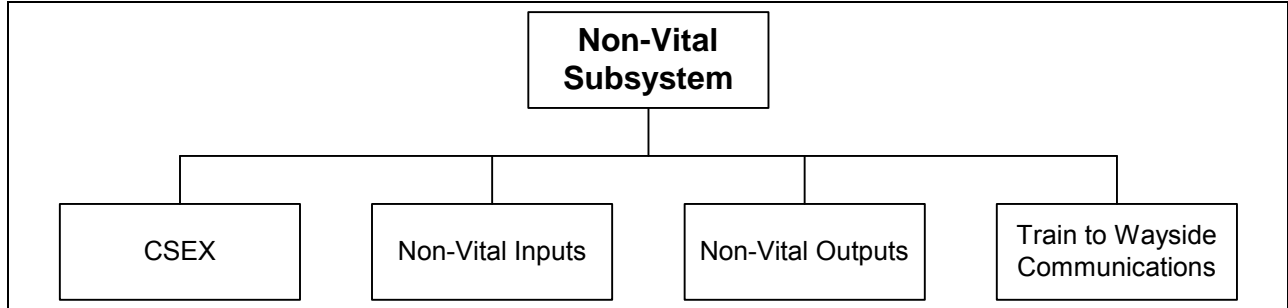 Non-Vital
Subsystem
CSEX
Non-Vital Inputs
Non-Vital Outputs
Train to Wayside
Communications